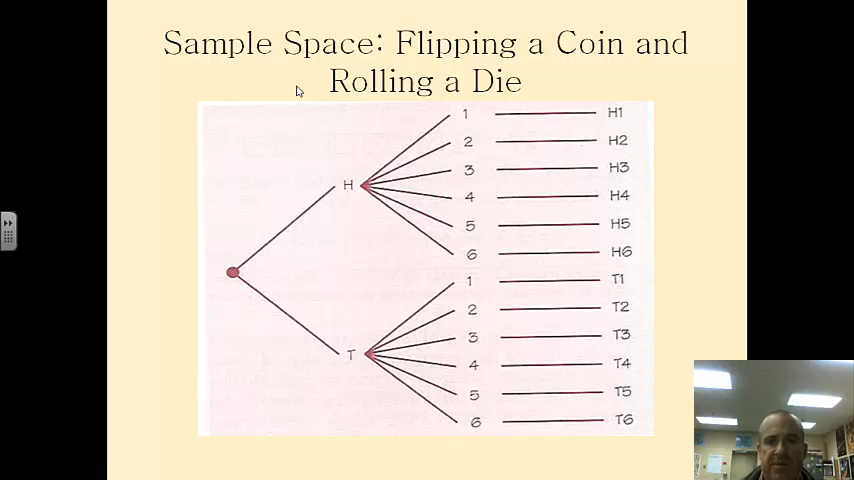 Sample Space: Flipping a Coin and
Rolling a Die
1 H1
2 H2
3 H3
H 4 H4
5 H5
6 H6
1 T1
2 T2
3 T3
T 4 T4
5 T5
6 T6